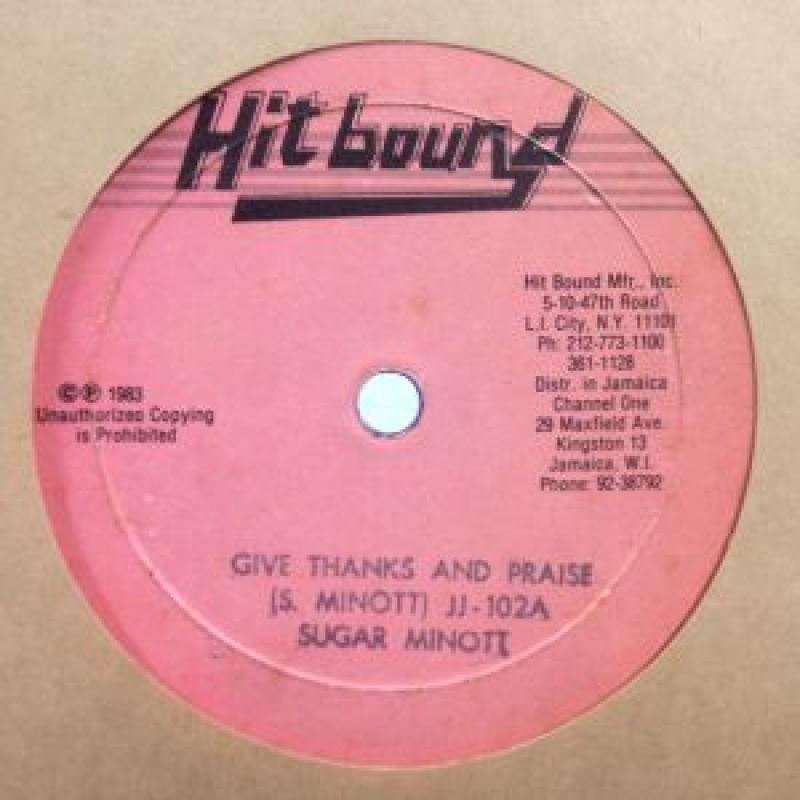 Hit bound
Hit Bound Mfr., Inc.
5-10-47th Road
L.I. City, N.Y. 11101
Ph: 212-773-1100
361-1128
Distr. in Jamaica
Channel One
29 Maxfield Ave.
Kingston 13
Jamaica, W.I.
Phone: 92-38792
©℗ 1983
Unauthorized Copying
is Prohibited
GIVE THANKS AND PRAISE
(S. MINOTT) JJ-102A
SUGAR MINOTT